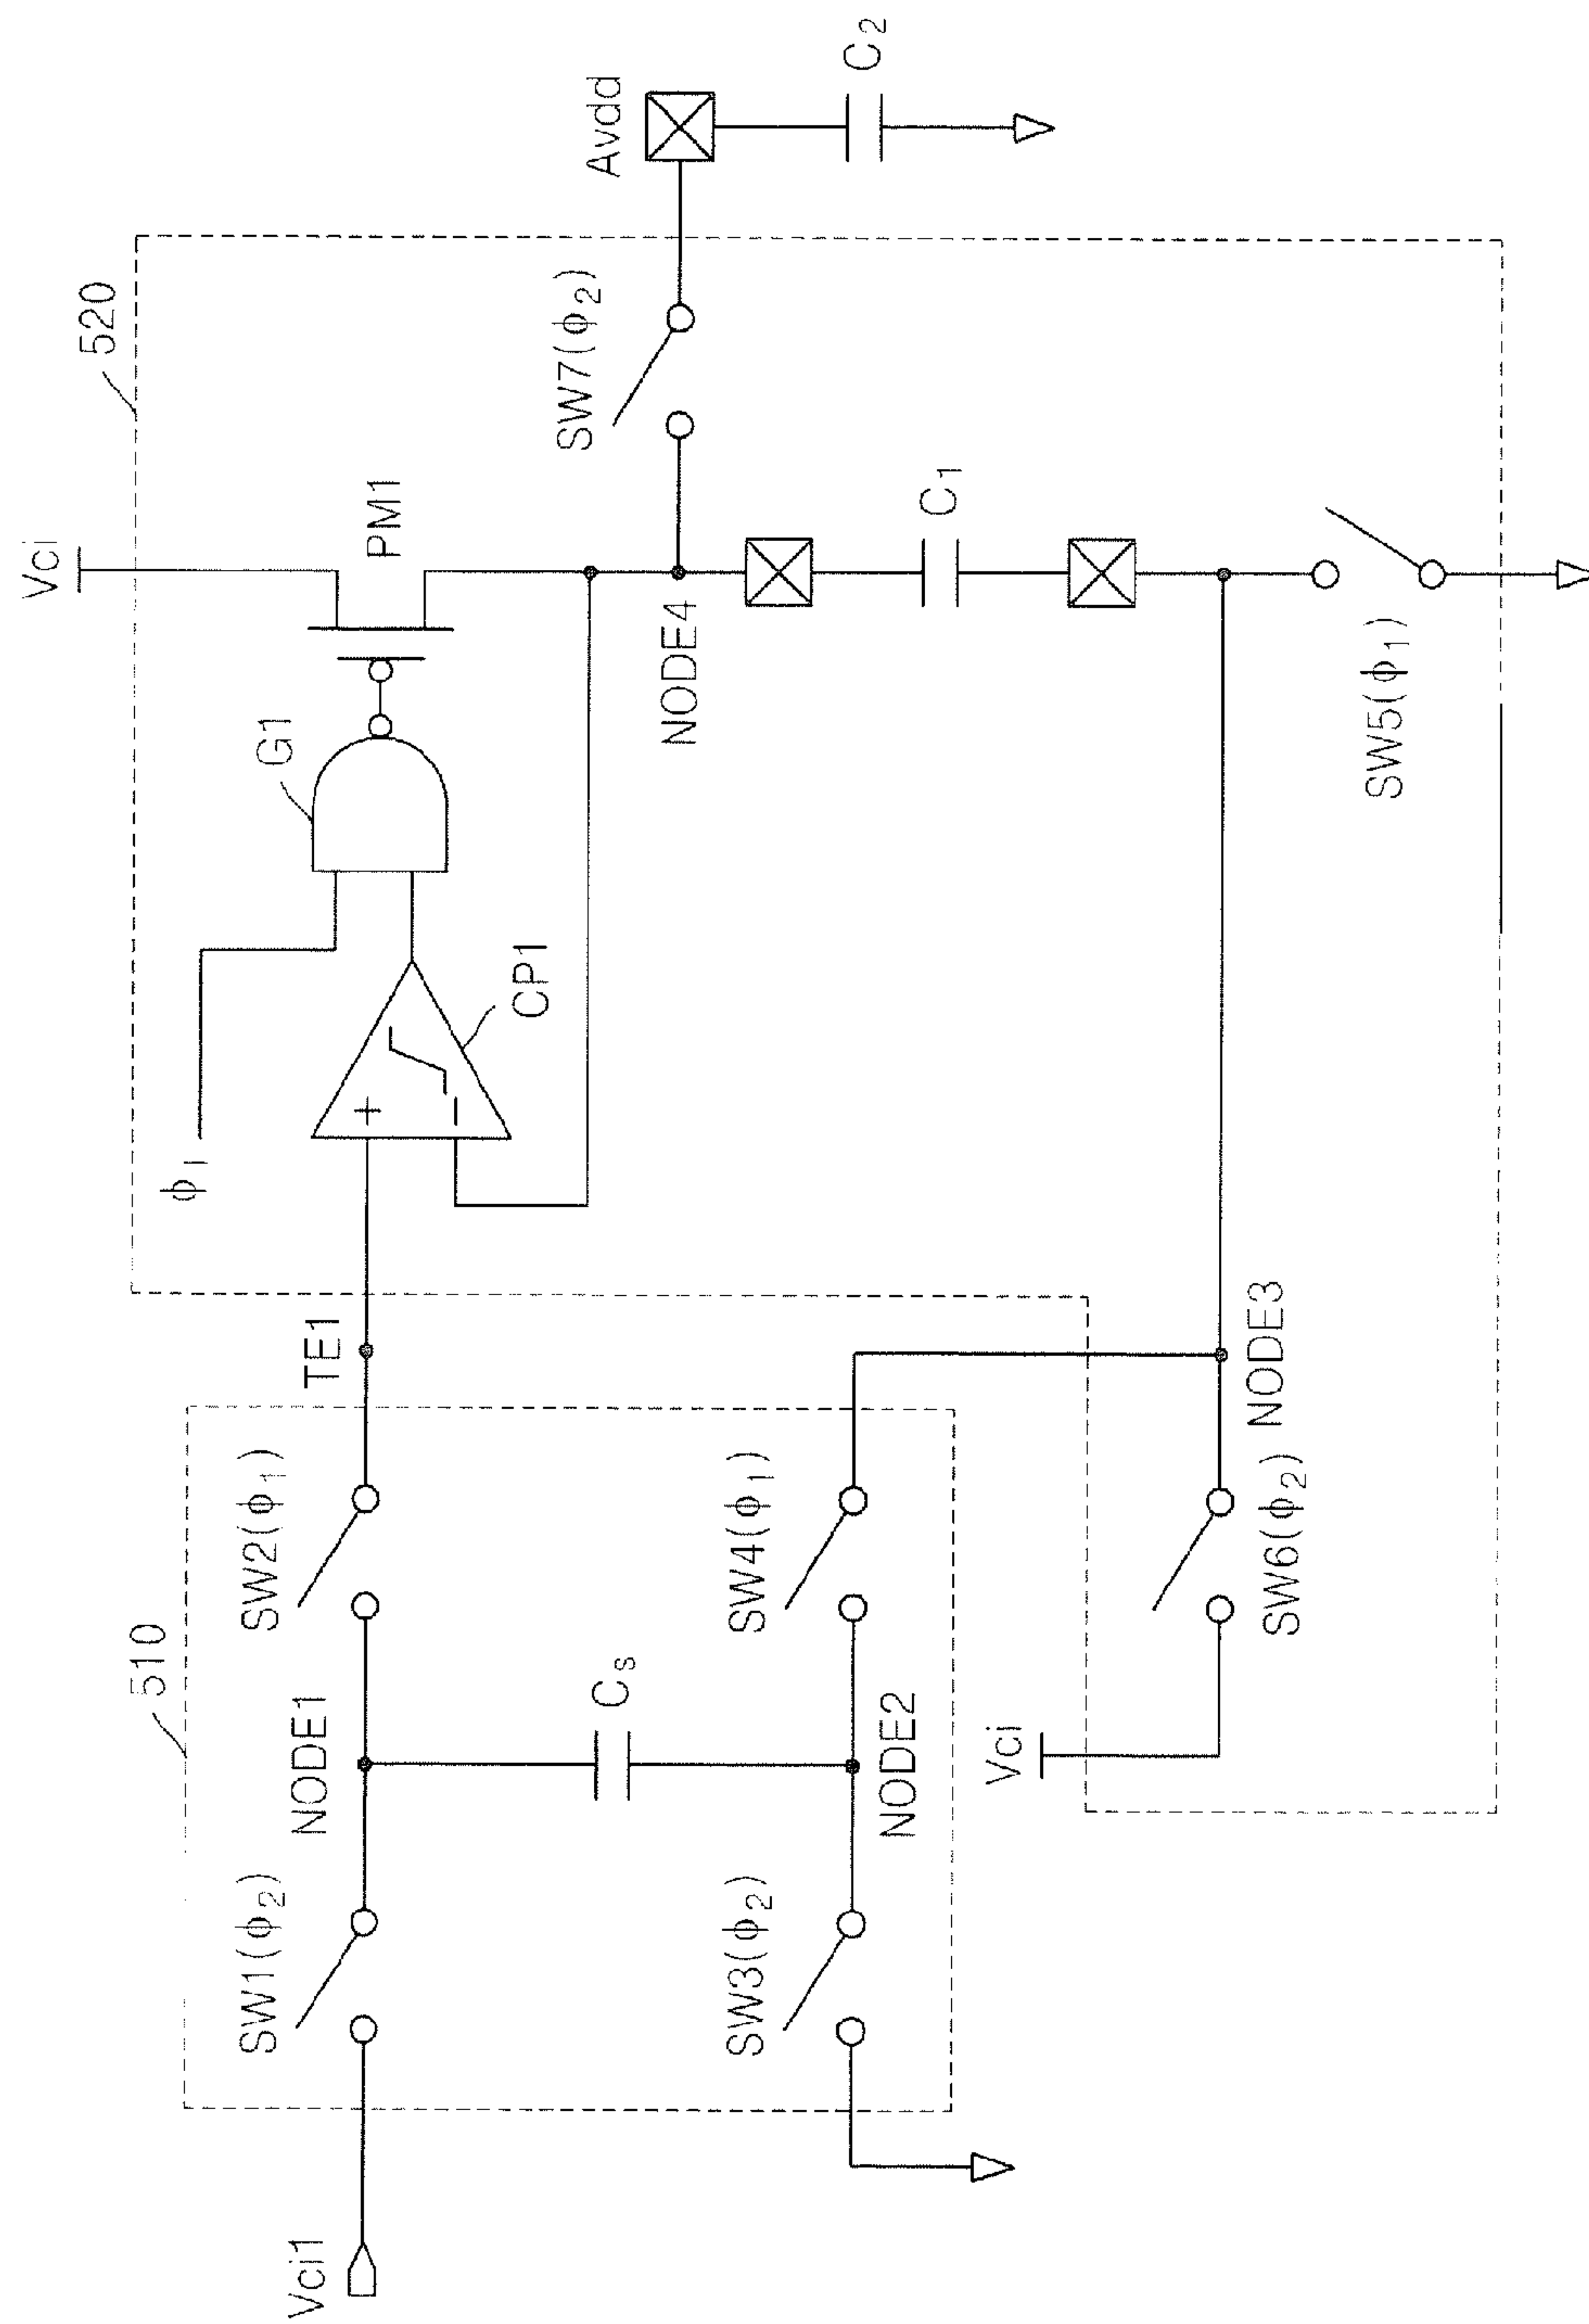 520
Vci
PM1
G1
ϕ₁
CP1
TE1
NODE4
SW7(ϕ₂)
Avdd
C₂
C₁
SW5(ϕ₁)
510
SW2(ϕ₁)
NODE1
SW1(ϕ₂)
Vci1
Cₛ
SW4(ϕ₁)
NODE2
SW3(ϕ₂)
Vci
SW6(ϕ₂)
NODE3
+
−